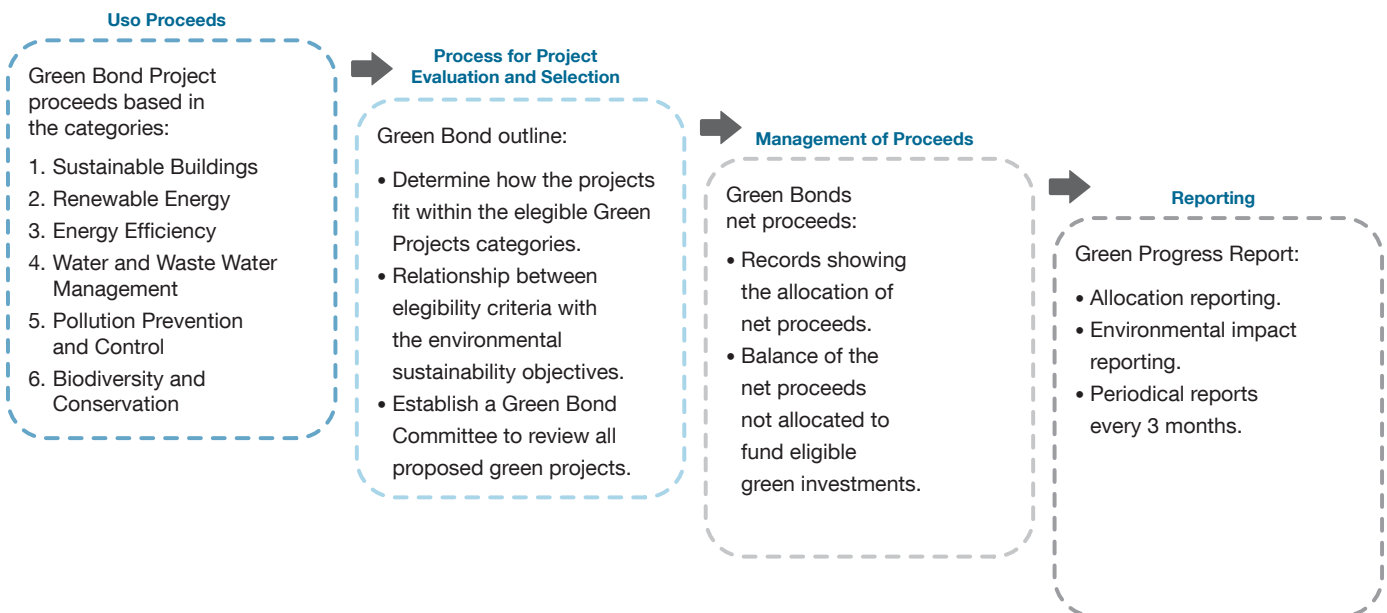 Uso Proceeds
Green Bond Project
proceeds based in
the categories:
1. Sustainable Buildings
2. Renewable Energy
3. Energy Efficiency
4. Water and Waste Water
Management
5. Pollution Prevention
and Control
6. Biodiversity and
Conservation
Process for Project
Evaluation and Selection
Green Bond outline:
• Determine how the projects
fit within the elegible Green
Projects categories.
• Relationship between
elegibility criteria with
the environmental
sustainability objectives.
• Establish a Green Bond
Committee to review all
proposed green projects.
Management of Proceeds
Green Bonds
net proceeds:
• Records showing
the allocation of
net proceeds.
• Balance of the
net proceeds
not allocated to
fund eligible
green investments.
Reporting
Green Progress Report:
• Allocation reporting.
• Environmental impact
reporting.
• Periodical reports
every 3 months.